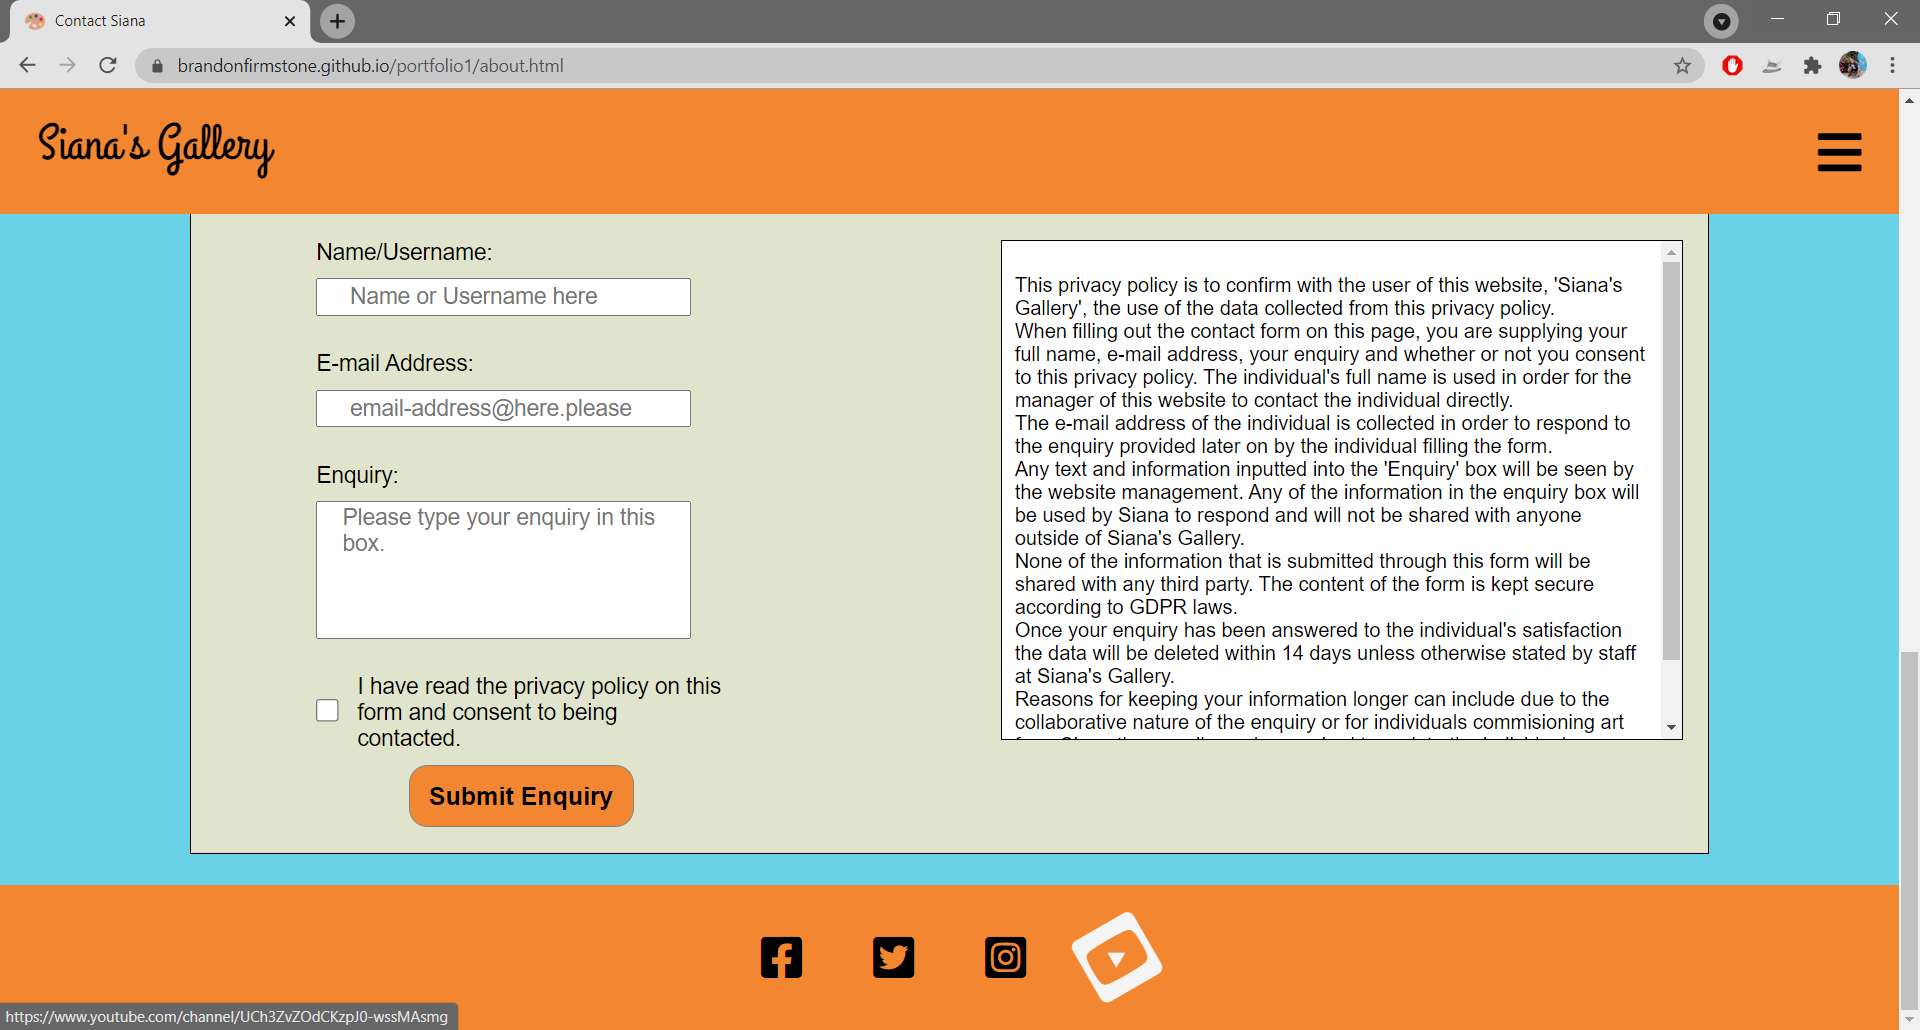 Contact Siana
brandonfirmstone.github.io/portfolio1/about.html
Siana's Gallery
Name/Username:
Name or Username here
E-mail Address:
email-address@here.please
Enquiry:
Please type your enquiry in this
box.
I have read the privacy policy on this
form and consent to being
contacted.
Submit Enquiry
This privacy policy is to confirm with the user of this website, 'Siana's
Gallery', the use of the data collected from this privacy policy.
When filling out the contact form on this page, you are supplying your
full name, e-mail address, your enquiry and whether or not you consent
to this privacy policy. The individual's full name is used in order for the
manager of this website to contact the individual directly.
The e-mail address of the individual is collected in order to respond to
the enquiry provided later on by the individual filling the form.
Any text and information inputted into the 'Enquiry' box will be seen by
the website management. Any of the information in the enquiry box will
be used by Siana to respond and will not be shared with anyone
outside of Siana's Gallery.
None of the information that is submitted through this form will be
shared with any third party. The content of the form is kept secure
according to GDPR laws.
Once your enquiry has been answered to the individual's satisfaction
the data will be deleted within 14 days unless otherwise stated by staff
at Siana's Gallery.
Reasons for keeping your information longer can include due to the
collaborative nature of the enquiry or for individuals commisioning art
https://www.youtube.com/channel/UCh3ZvZOdCKzpJ0-wssMAsmg